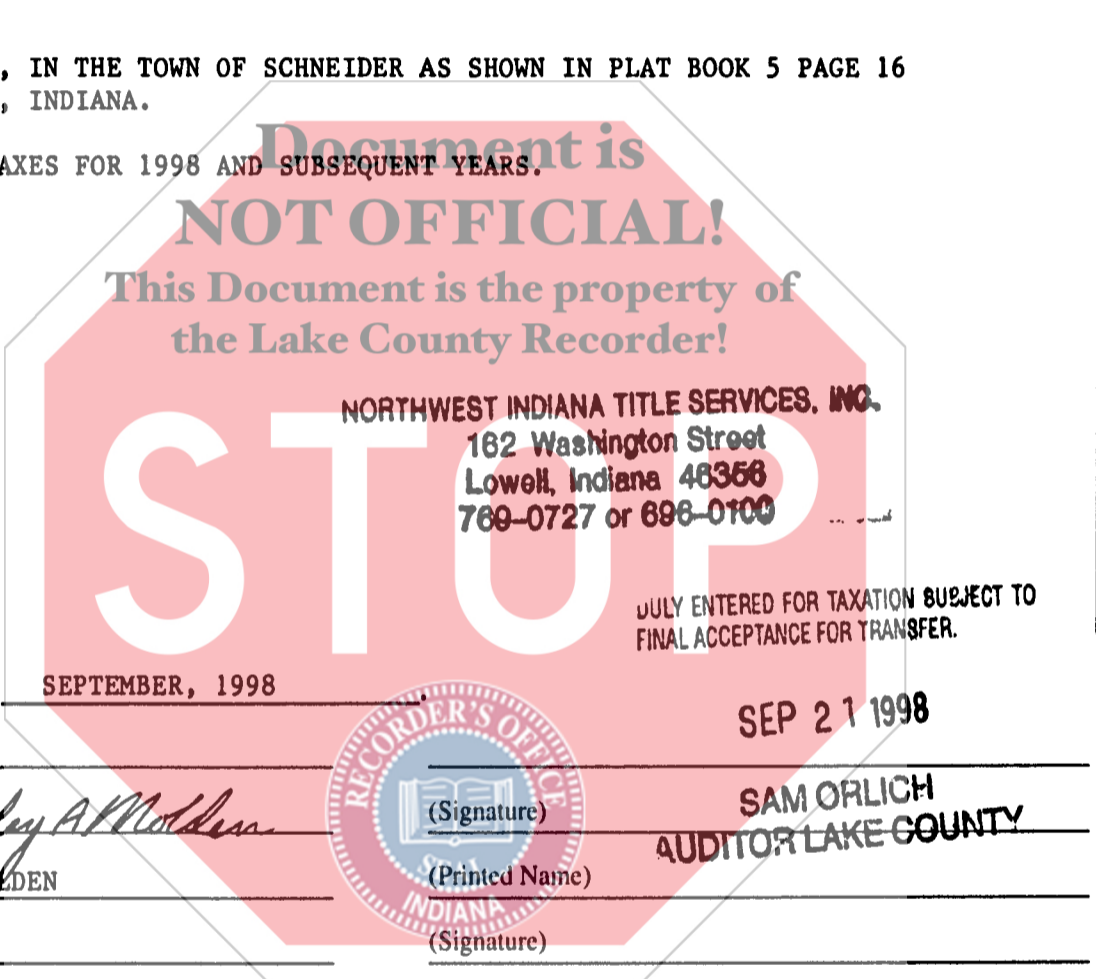 , IN THE TOWN OF SCHNEIDER AS SHOWN IN PLAT BOOK 5 PAGE 16
, INDIANA.
AXES FOR 1998 AND SUBSEQUENT YEARS.
Document is
NOT OFFICIAL!
This Document is the property of
the Lake County Recorder!
STOP
NORTHWEST INDIANA TITLE SERVICES, INC.
162 Washington Street
Lowell, Indiana 46356
769-0727 or 696-0100
DULY ENTERED FOR TAXATION SUBJECT TO
FINAL ACCEPTANCE FOR TRANSFER.
SEPTEMBER, 1998
SEP 21 1998
RECORDER'S OFFICE
SEAL
INDIANA
A Molden
(Signature)
SAM ORLICH
AUDITOR LAKE COUNTY
LDEN
(Printed Name)
(Signature)